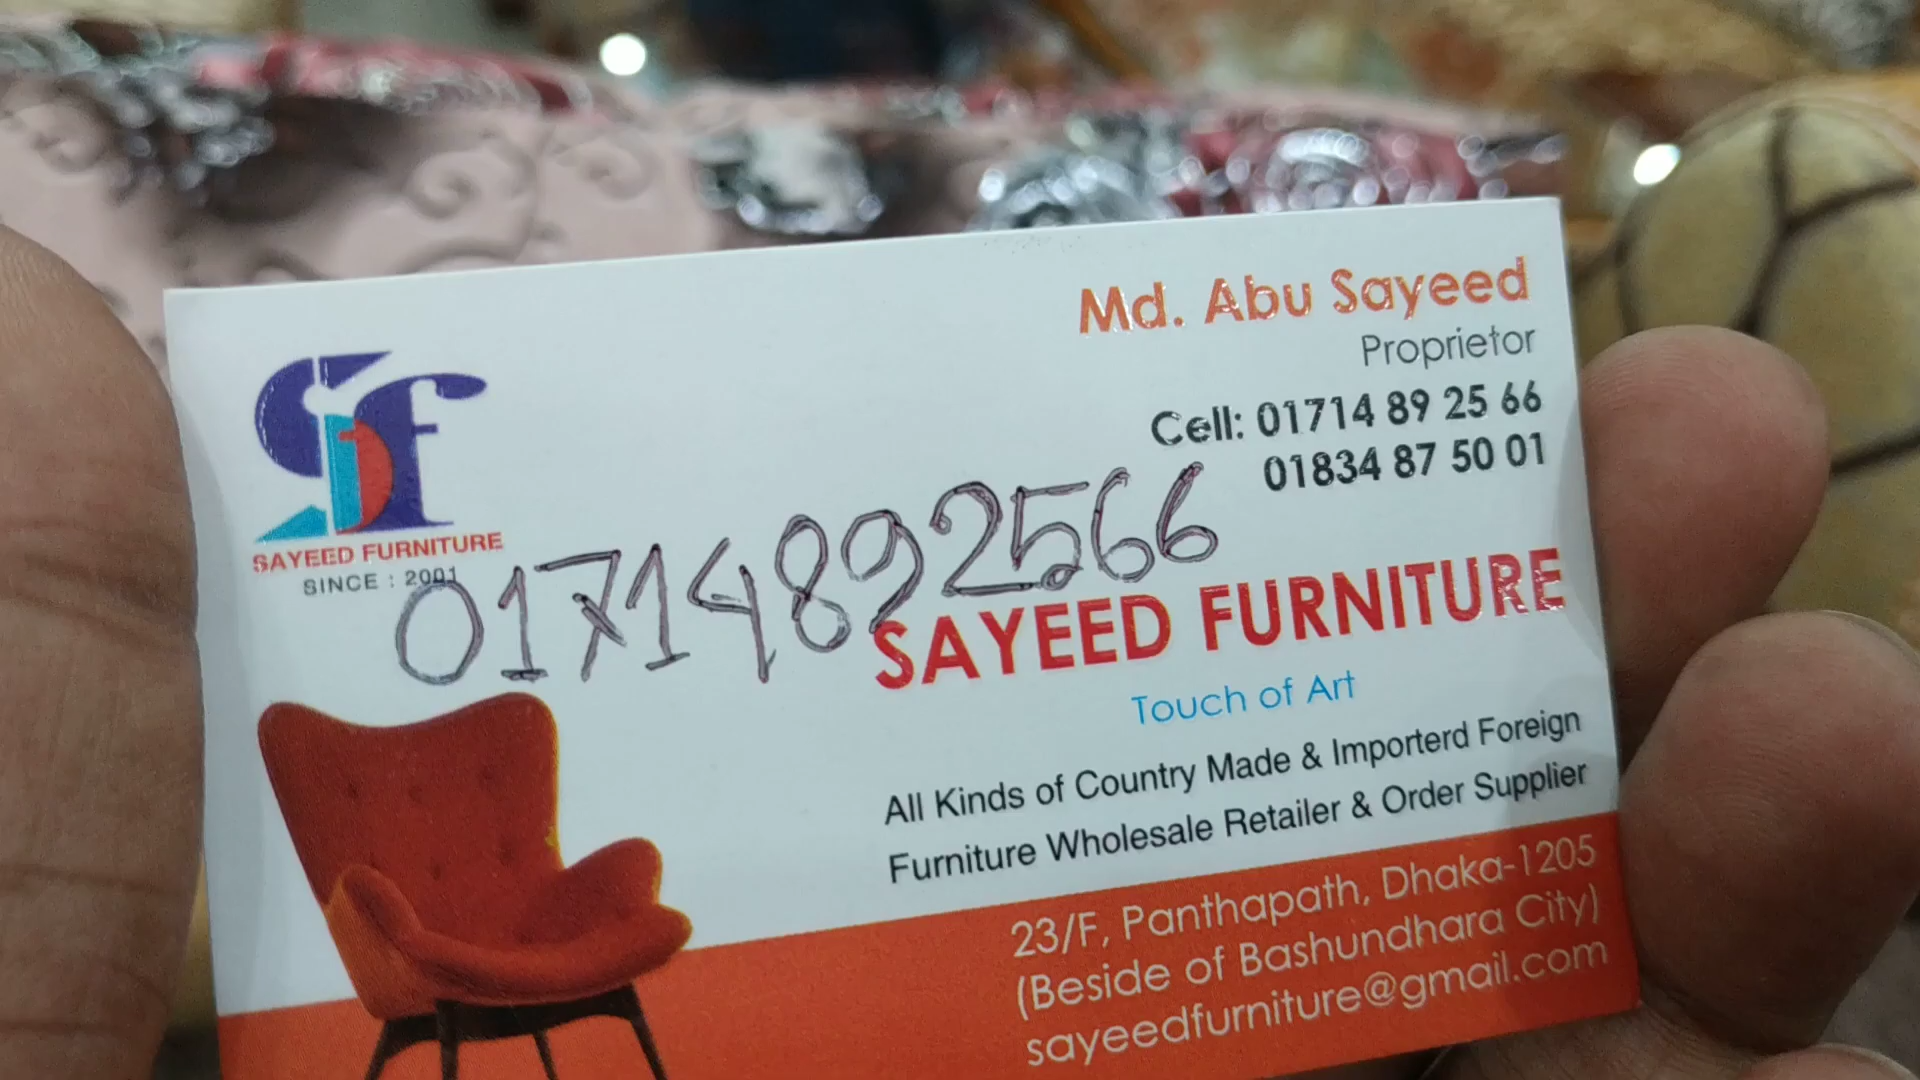 Md. Abu Sayeed
Proprietor
Cell: 01714 89 25 66
01834 87 50 01
Sf
SAYEED FURNITURE
SINCE : 2001
01714892566
SAYEED FURNITURE
Touch of Art
All Kinds of Country Made & Importerd Foreign
Furniture Wholesale Retailer & Order Supplier
23/F, Panthapath, Dhaka-1205
(Beside of Bashundhara City)
sayeedfurniture@gmail.com